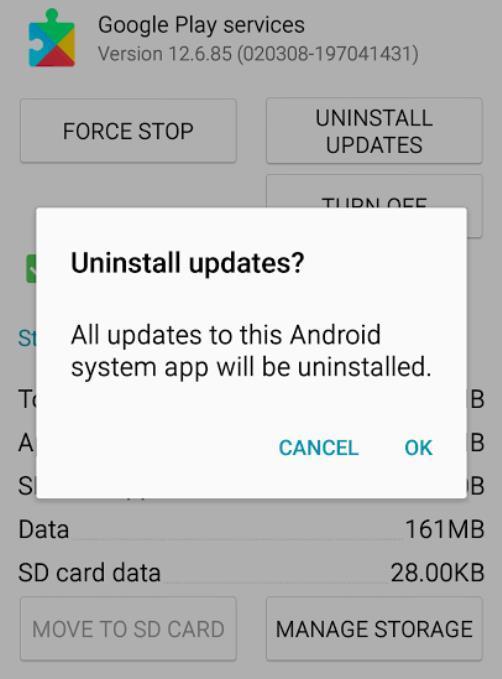 Google Play services
Version 12.6.85 (020308-197041431)
FORCE STOP
UNINSTALL
UPDATES
TURN OFF
Uninstall updates?
All updates to this Android
system app will be uninstalled.
CANCEL
OK
Data 161MB
SD card data 28.00KB
MOVE TO SD CARD
MANAGE STORAGE